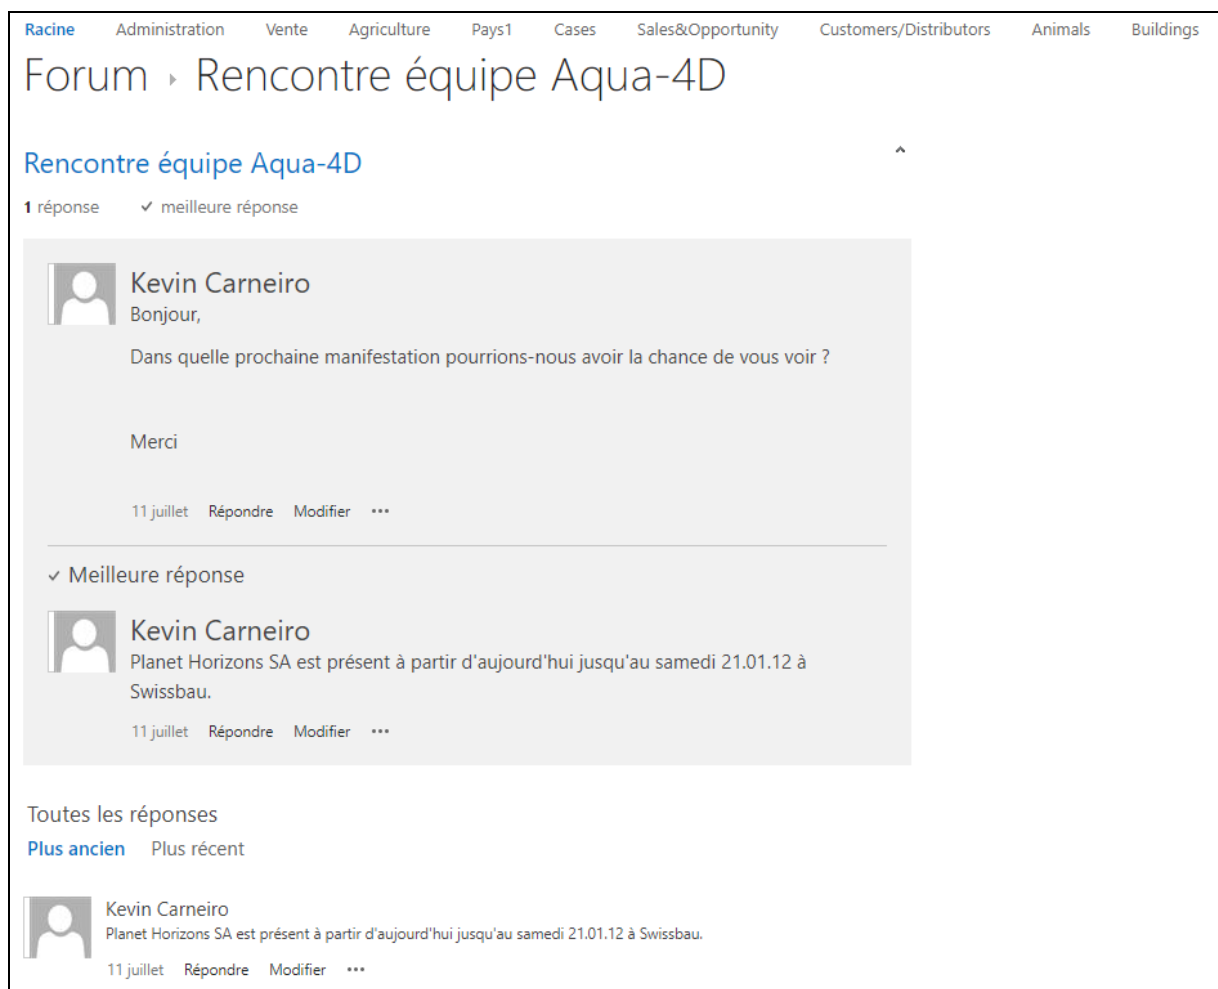 Racine Administration Vente Agriculture Pays1 Cases Sales&Opportunity Customers/Distributors Animals Buildings
Forum ▸ Rencontre équipe Aqua-4D
Rencontre équipe Aqua-4D
1 réponse ✓ meilleure réponse
Kevin Carneiro
Bonjour,
Dans quelle prochaine manifestation pourrions-nous avoir la chance de vous voir ?
Merci
11 juillet Répondre Modifier ···
✓ Meilleure réponse
Kevin Carneiro
Planet Horizons SA est présent à partir d'aujourd'hui jusqu'au samedi 21.01.12 à
Swissbau.
11 juillet Répondre Modifier ···
Toutes les réponses
Plus ancien Plus récent
Kevin Carneiro
Planet Horizons SA est présent à partir d'aujourd'hui jusqu'au samedi 21.01.12 à Swissbau.
11 juillet Répondre Modifier ···